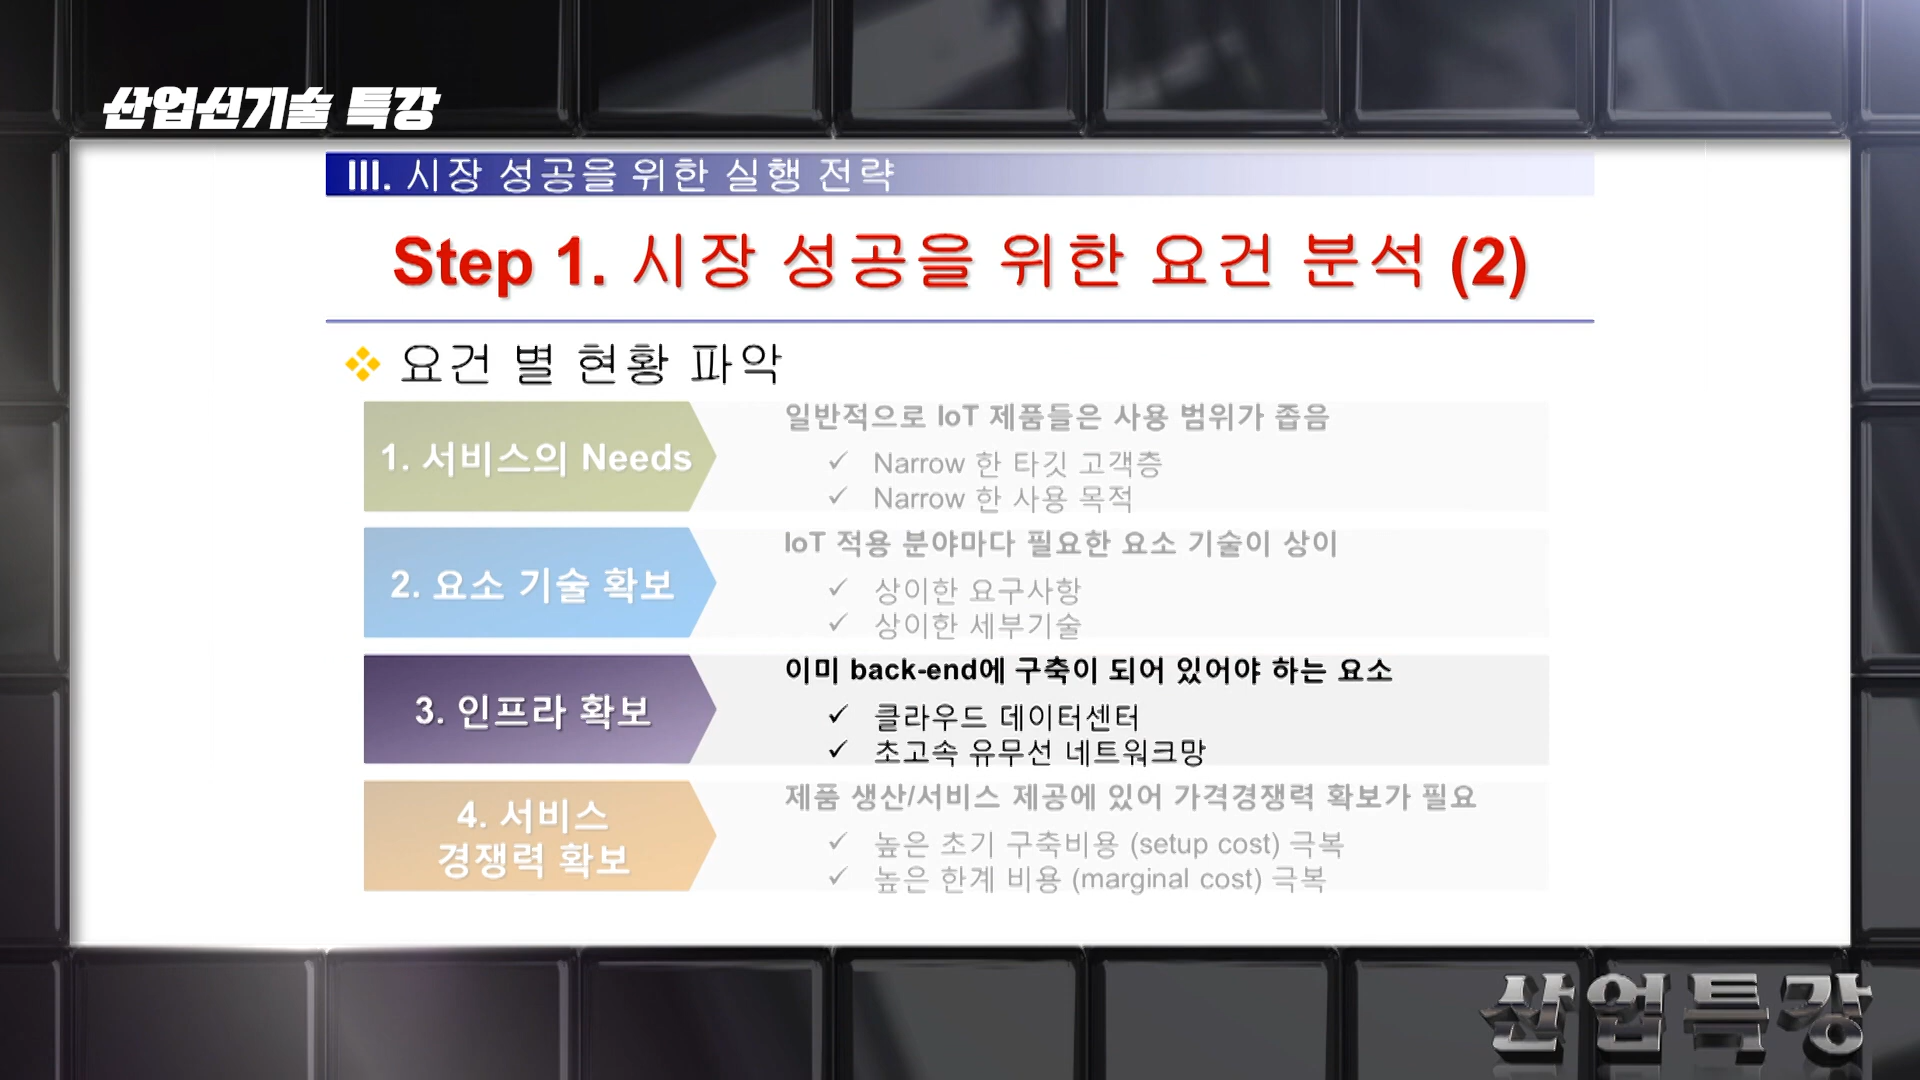 산업신기술 특강
III. 시장 성공을 위한 실행 전략
Step 1. 시장 성공을 위한 요건 분석 (2)
❖ 요건 별 현황 파악
1. 서비스의 Needs
일반적으로 IoT 제품들은 사용 범위가 좁음
✓ Narrow 한 타깃 고객층
✓ Narrow 한 사용 목적
2. 요소 기술 확보
IoT 적용 분야마다 필요한 요소 기술이 상이
✓ 상이한 요구사항
✓ 상이한 세부기술
3. 인프라 확보
이미 back-end에 구축이 되어 있어야 하는 요소
✓ 클라우드 데이터센터
✓ 초고속 유무선 네트워크망
4. 서비스
경쟁력 확보
제품 생산/서비스 제공에 있어 가격경쟁력 확보가 필요
✓ 높은 초기 구축비용 (setup cost) 극복
✓ 높은 한계 비용 (marginal cost) 극복
산업특강